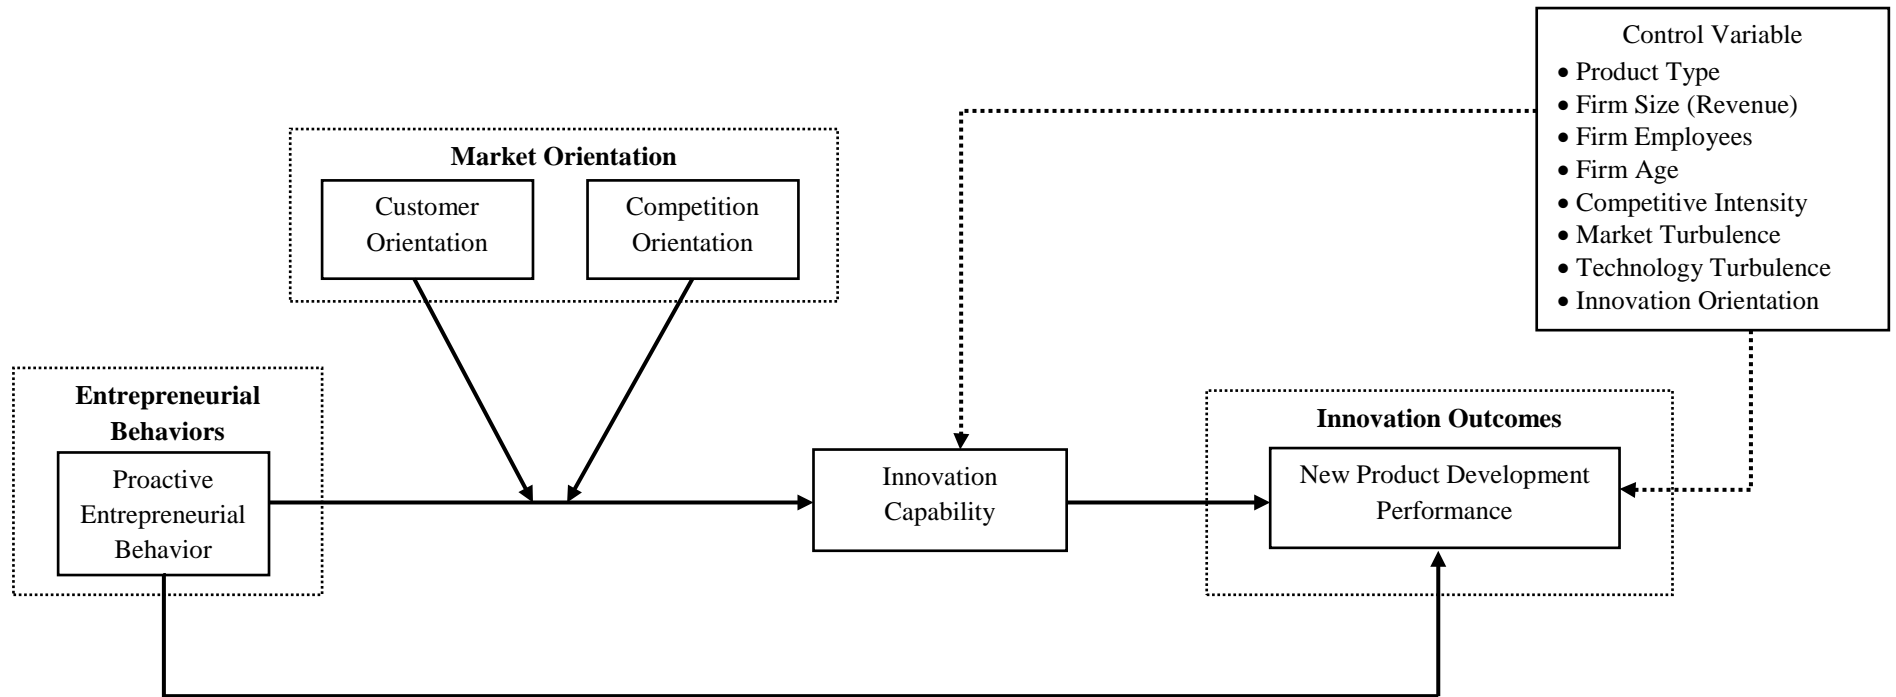 Control Variable
• Product Type
• Firm Size (Revenue)
• Firm Employees
• Firm Age
• Competitive Intensity
• Market Turbulence
• Technology Turbulence
• Innovation Orientation
Market Orientation
Customer
Orientation
Competition
Orientation
Entrepreneurial
Behaviors
Proactive
Entrepreneurial
Behavior
Innovation
Capability
Innovation Outcomes
New Product Development
Performance